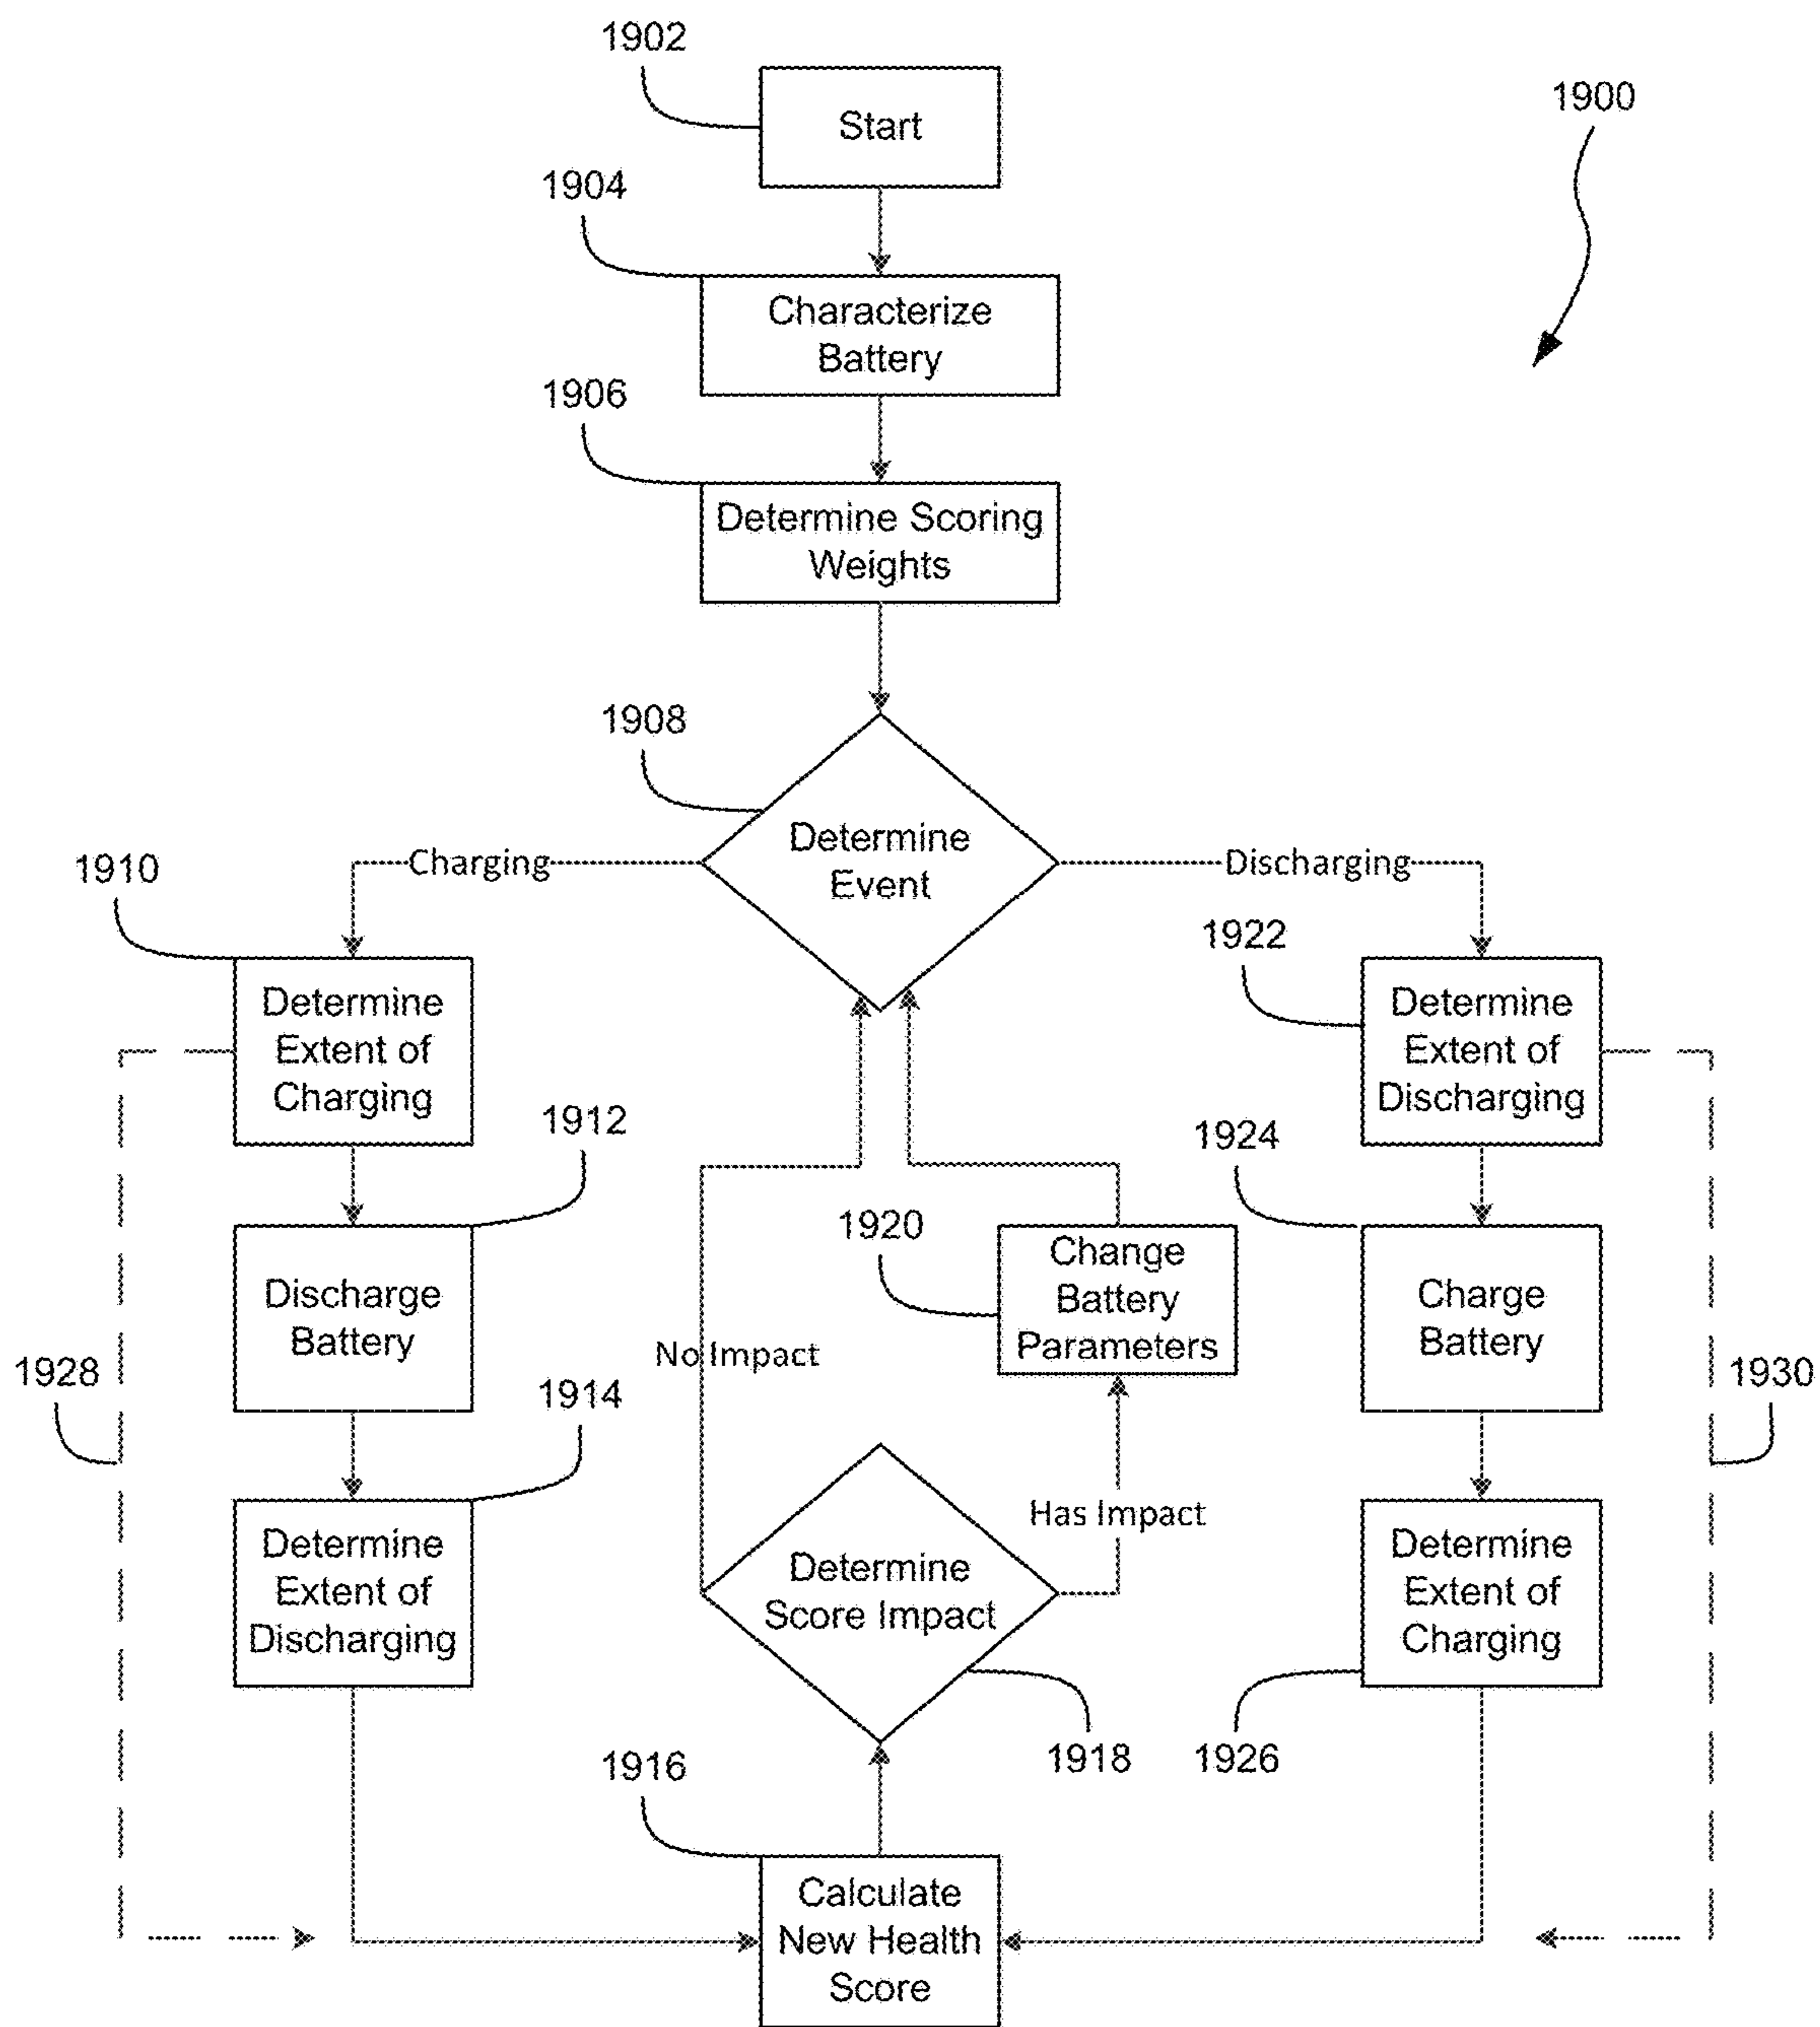 1902
Start
1900
1904
Characterize
Battery
1906
Determine Scoring
Weights
1908
Determine
Event
Charging
Discharging
1910
Determine
Extent of
Charging
1922
Determine
Extent of
Discharging
1912
Discharge
Battery
1924
Charge
Battery
1920
Change
Battery
Parameters
No Impact
Has Impact
1928
1930
1914
Determine
Extent of
Discharging
Determine
Score Impact
1918
Determine
Extent of
Charging
1926
1916
Calculate
New Health
Score